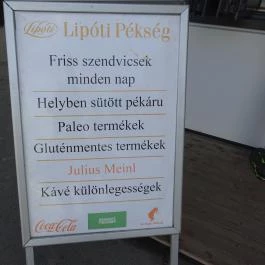 Lipóti Lipóti Pékség
Friss szendvicsek
minden nap
Helyben sütött pékáru
Paleo termékek
Gluténmentes termékek
Julius Meinl
Kávé különlegességek
Coca-Cola